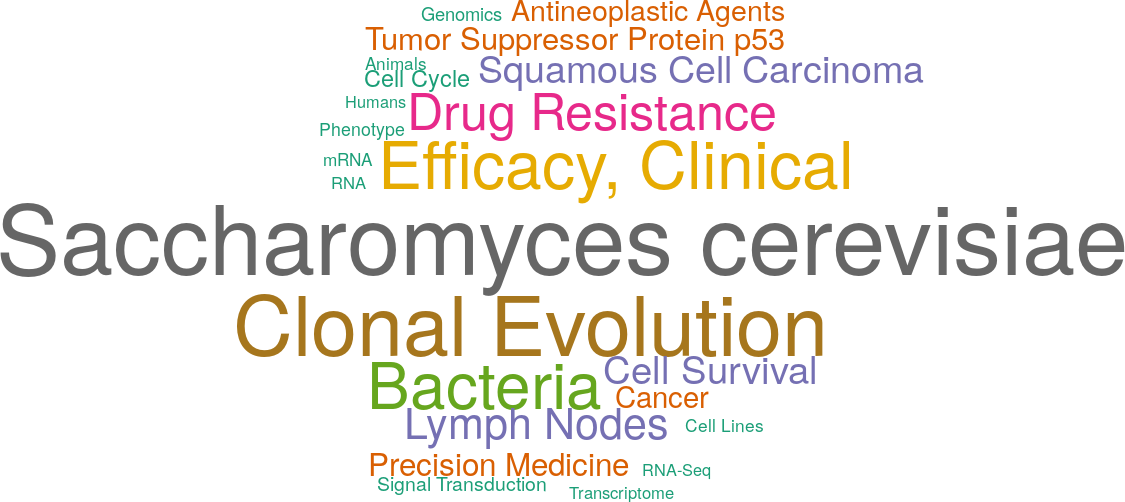 Genomics
Antineoplastic Agents
Tumor Suppressor Protein p53
Animals
Squamous Cell Carcinoma
Cell Cycle
Humans
Drug Resistance
Phenotype
mRNA
Efficacy, Clinical
RNA
Saccharomyces cerevisiae
Clonal Evolution
Bacteria
Cell Survival
Cancer
Lymph Nodes
Cell Lines
Precision Medicine
RNA-Seq
Signal Transduction
Transcriptome